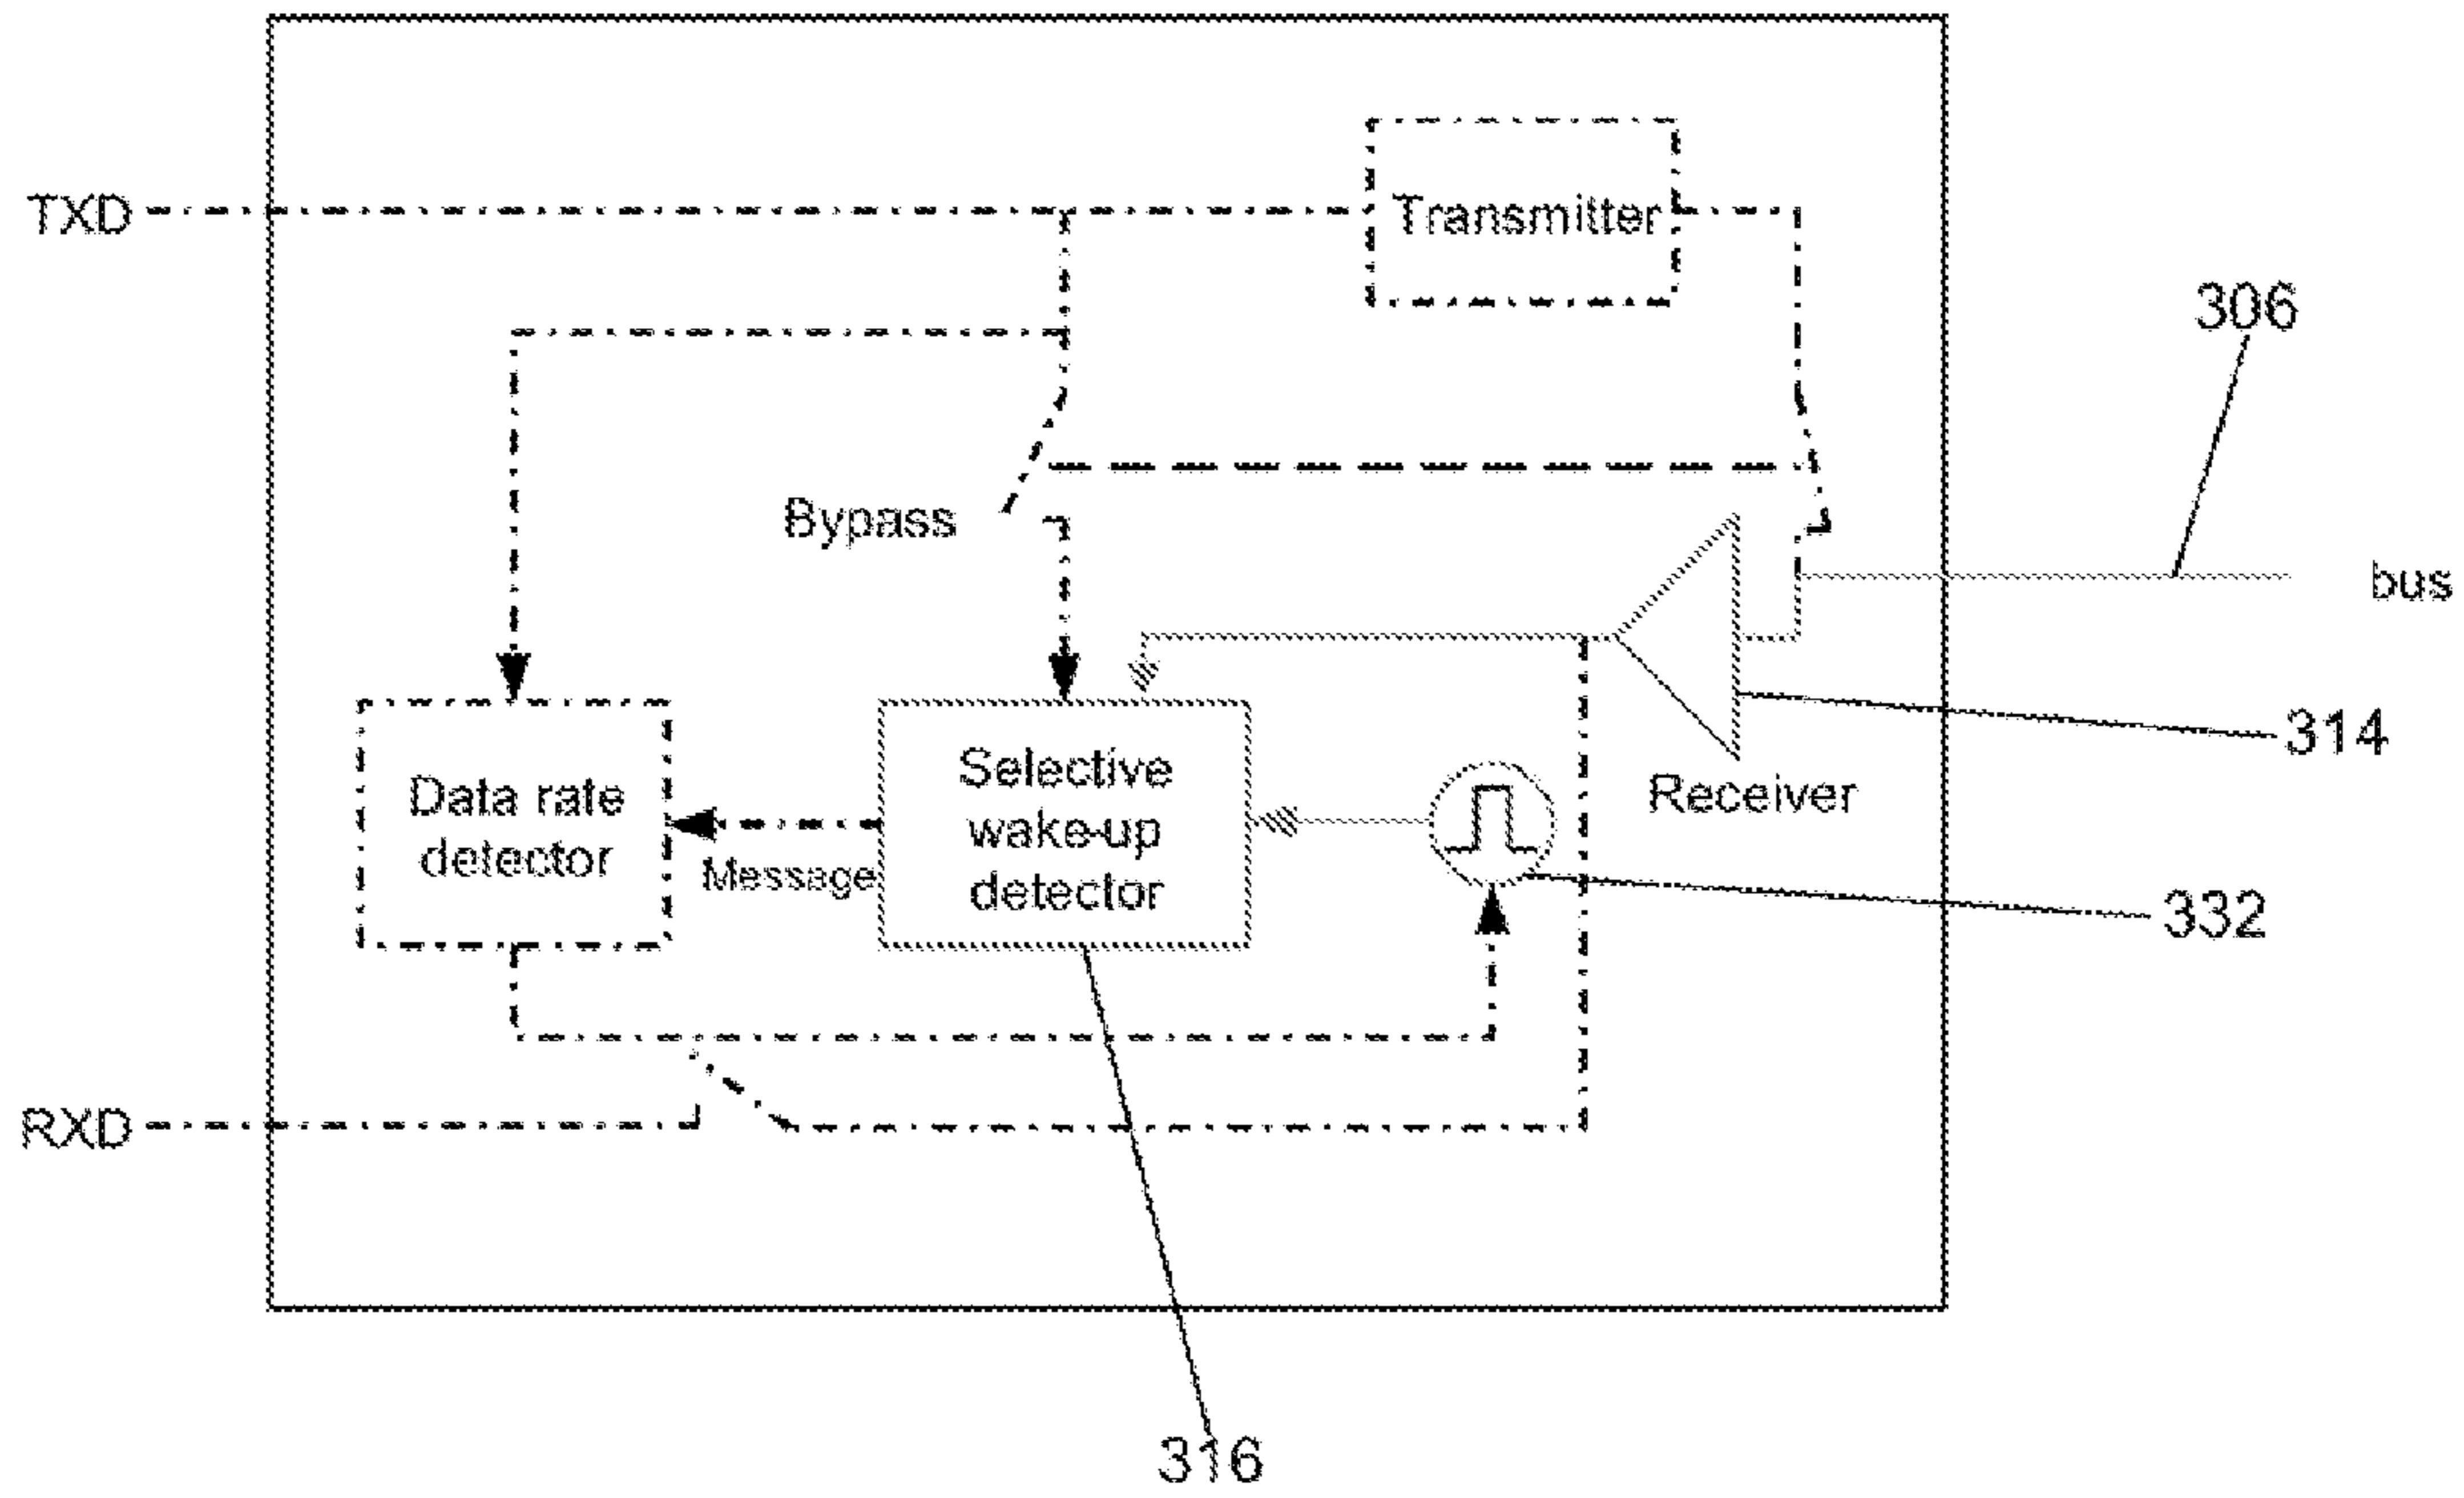 TXD
Transmitter
306
Bypass
bus
314
Data rate
detector
Message
Selective
wake-up
detector
Receiver
332
RXD
316